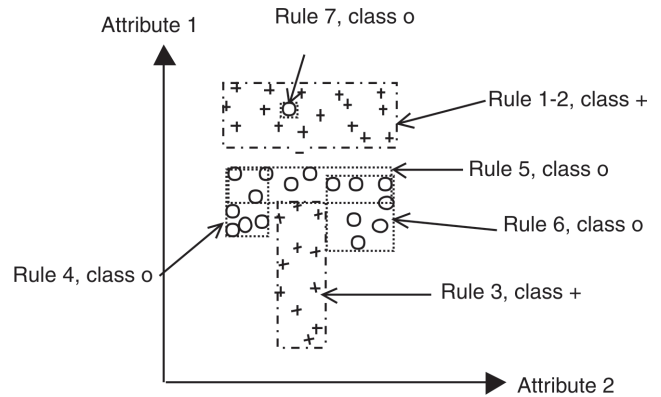 Rule 7, class o
Attribute 1
Rule 1-2, class +
Rule 5, class o
Rule 6, class o
Rule 4, class o
Rule 3, class +
Attribute 2